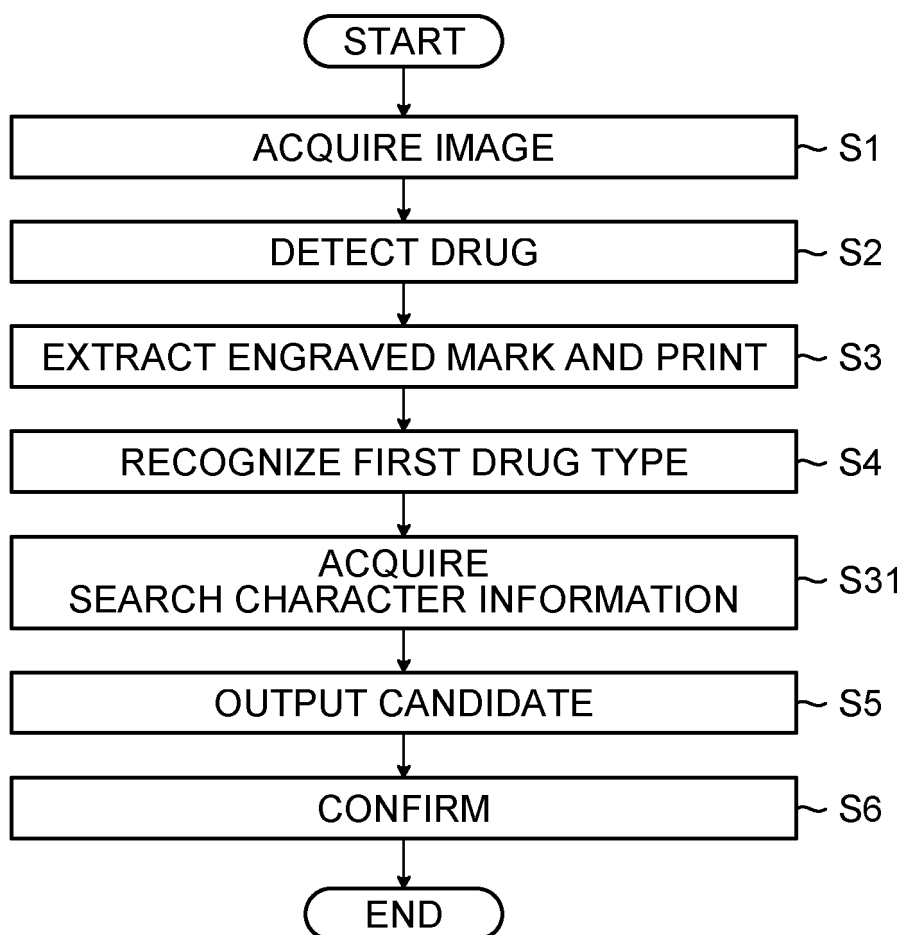 START
ACQUIRE IMAGE
S1
DETECT DRUG
S2
EXTRACT ENGRAVED MARK AND PRINT
S3
RECOGNIZE FIRST DRUG TYPE
S4
ACQUIRE
SEARCH CHARACTER INFORMATION
S31
OUTPUT CANDIDATE
S5
CONFIRM
S6
END